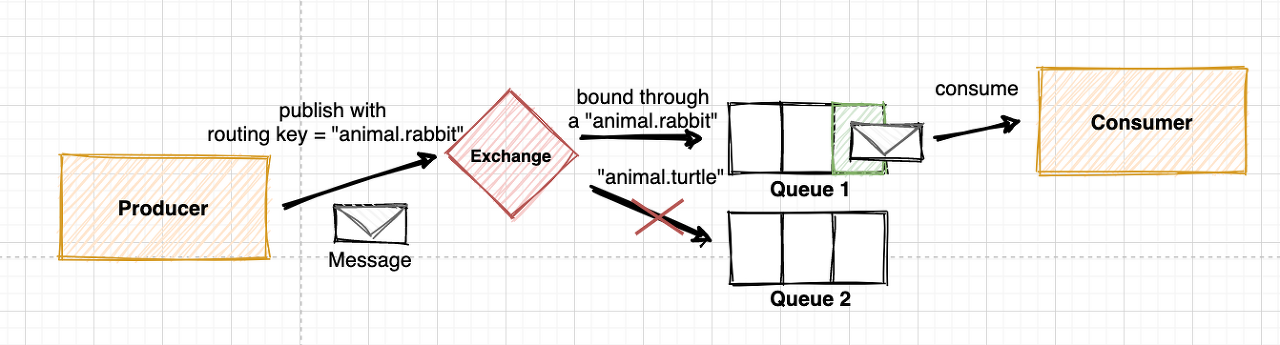 publish with
routing key = "animal.rabbit"
Producer
Message
Exchange
bound through
a "animal.rabbit"
"animal.turtle"
Queue 1
Queue 2
consume
Consumer